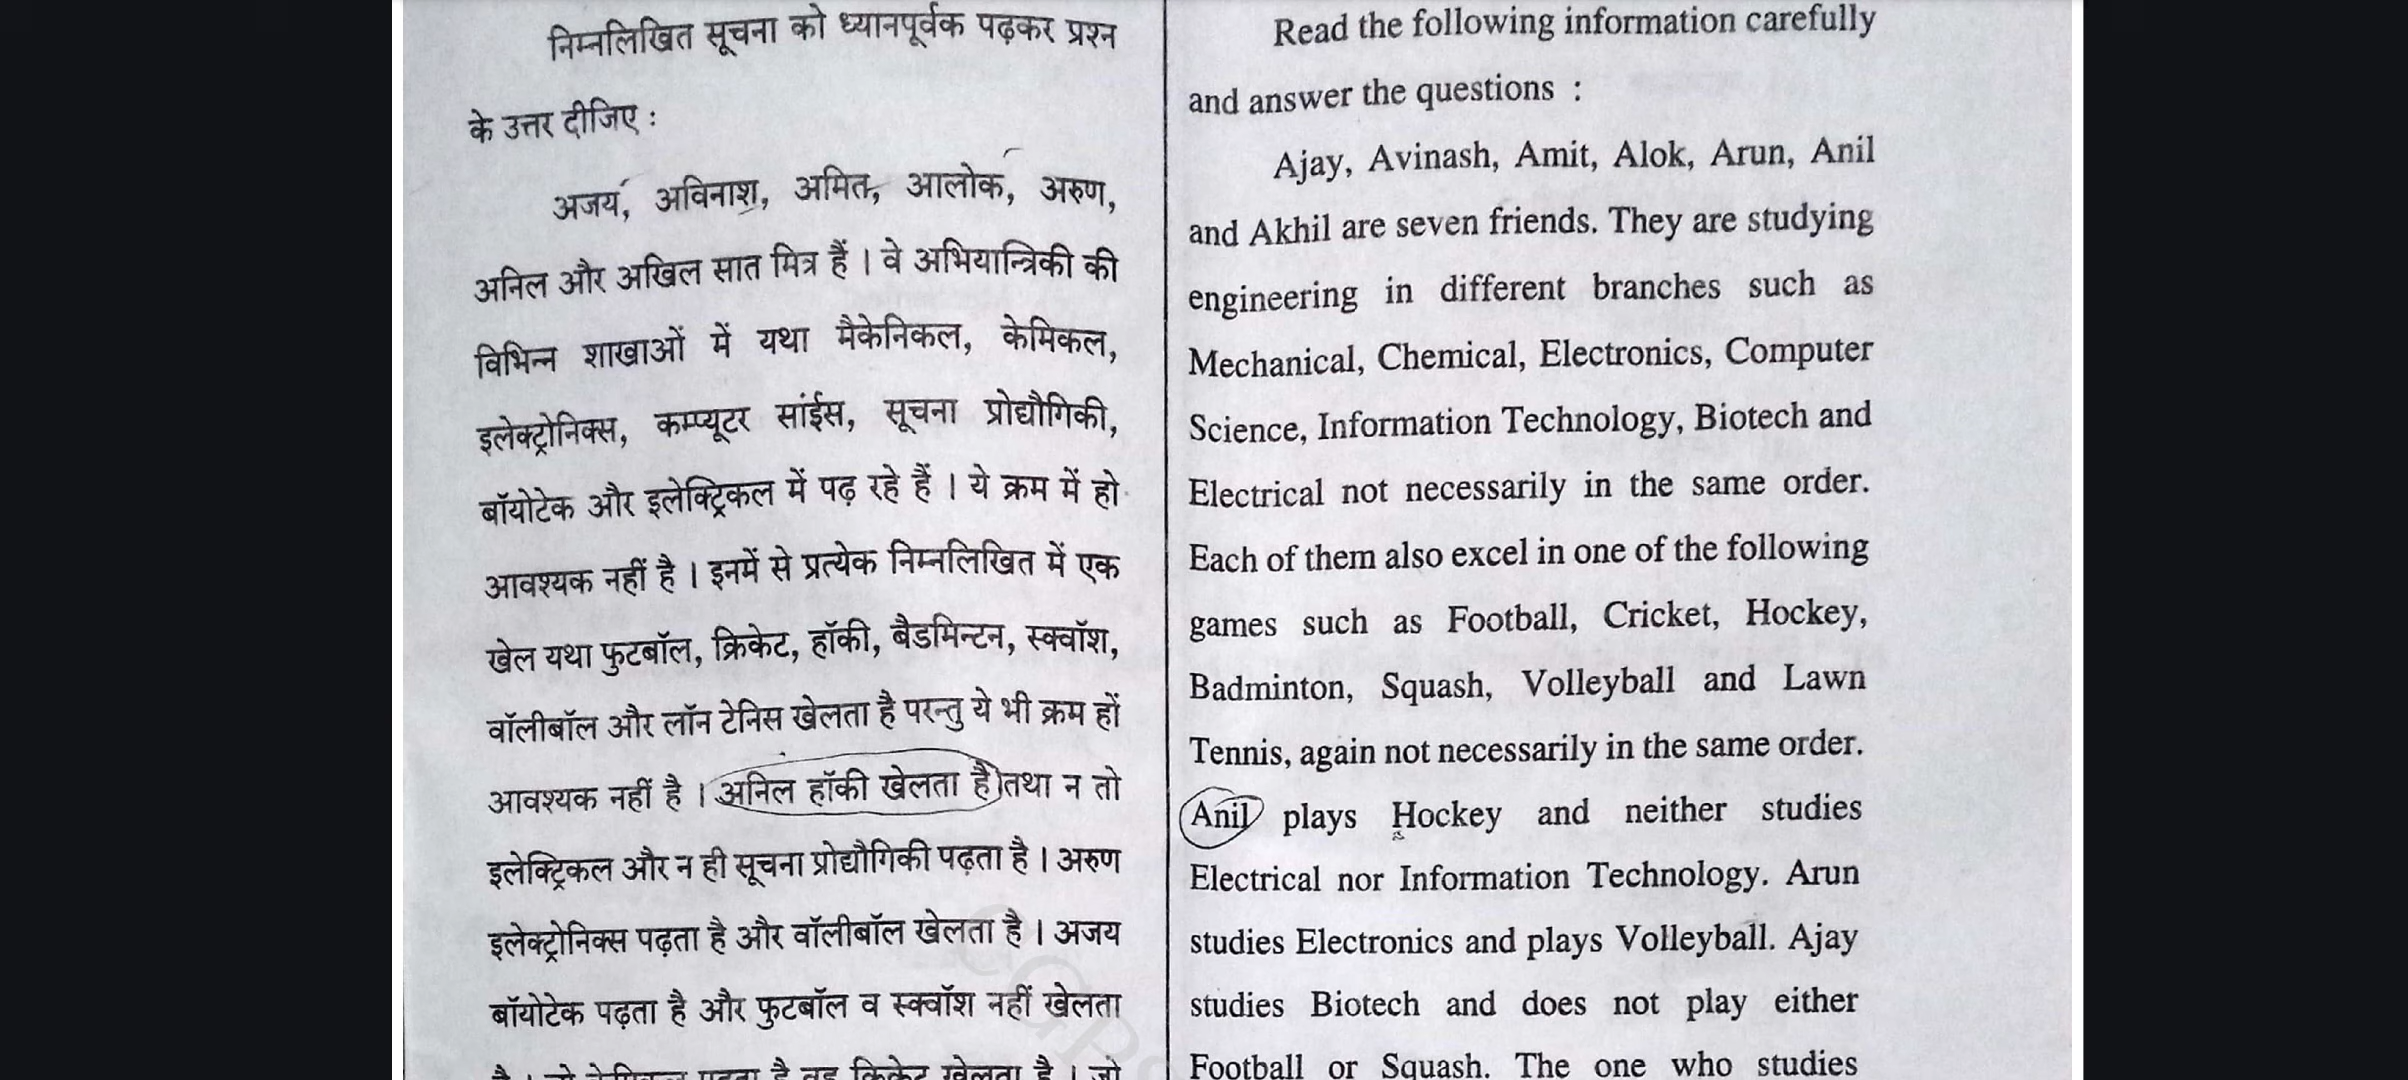 निम्नलिखित सूचना को ध्यानपूर्वक पढ़कर प्रश्न
के उत्तर दीजिए :
अजय, अविनाश, अमित, आलोक, अरुण,
अनिल और अखिल सात मित्र हैं । वे अभियान्त्रिकी की
विभिन्न शाखाओं में यथा मैकेनिकल, केमिकल,
इलेक्ट्रोनिक्स, कम्प्यूटर सांईस, सूचना प्रोद्यौगिकी,
बॉयोटेक और इलेक्ट्रिकल में पढ़ रहे हैं । ये क्रम में हो
आवश्यक नहीं है । इनमें से प्रत्येक निम्नलिखित में एक
खेल यथा फुटबॉल, क्रिकेट, हॉकी, बैडमिन्टन, स्क्वॉश,
वॉलीबॉल और लॉन टेनिस खेलता है परन्तु ये भी क्रम हों
आवश्यक नहीं है । अनिल हॉकी खेलता है तथा न तो
इलेक्ट्रिकल और न ही सूचना प्रोद्यौगिकी पढ़ता है । अरुण
इलेक्ट्रोनिक्स पढ़ता है और वॉलीबॉल खेलता है । अजय
बॉयोटेक पढ़ता है और फुटबॉल व स्क्वॉश नहीं खेलता
है । जो केमिकल पढ़ता है वह क्रिकेट खेलता है । जो
Read the following information carefully
and answer the questions :
Ajay, Avinash, Amit, Alok, Arun, Anil
and Akhil are seven friends. They are studying
engineering in different branches such as
Mechanical, Chemical, Electronics, Computer
Science, Information Technology, Biotech and
Electrical not necessarily in the same order.
Each of them also excel in one of the following
games such as Football, Cricket, Hockey,
Badminton, Squash, Volleyball and Lawn
Tennis, again not necessarily in the same order.
Anil plays Hockey and neither studies
Electrical nor Information Technology. Arun
studies Electronics and plays Volleyball. Ajay
studies Biotech and does not play either
Football or Squash. The one who studies